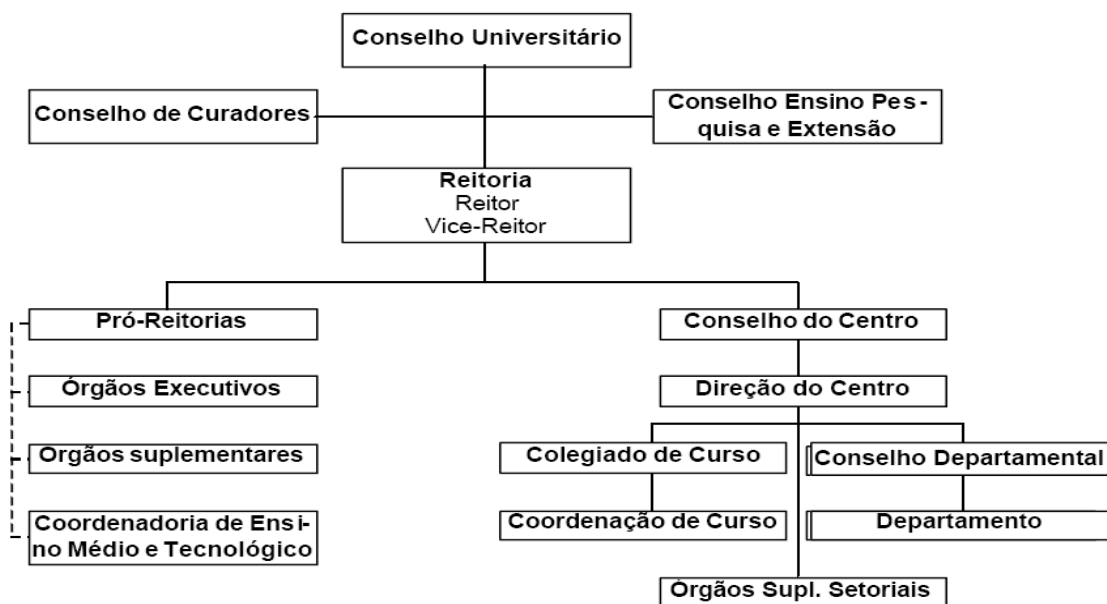 Conselho Universitário
Conselho de Curadores
Conselho Ensino Pes -
quisa e Extensão
Reitoria
Reitor
Vice-Reitor
Pró-Reitorias
Conselho do Centro
Órgãos Executivos
Direção do Centro
Orgãos suplementares
Colegiado de Curso
Conselho Departamental
Coordenadoria de Ensi-
no Médio e Tecnológico
Coordenação de Curso
Departamento
Órgãos Supl. Setoriais